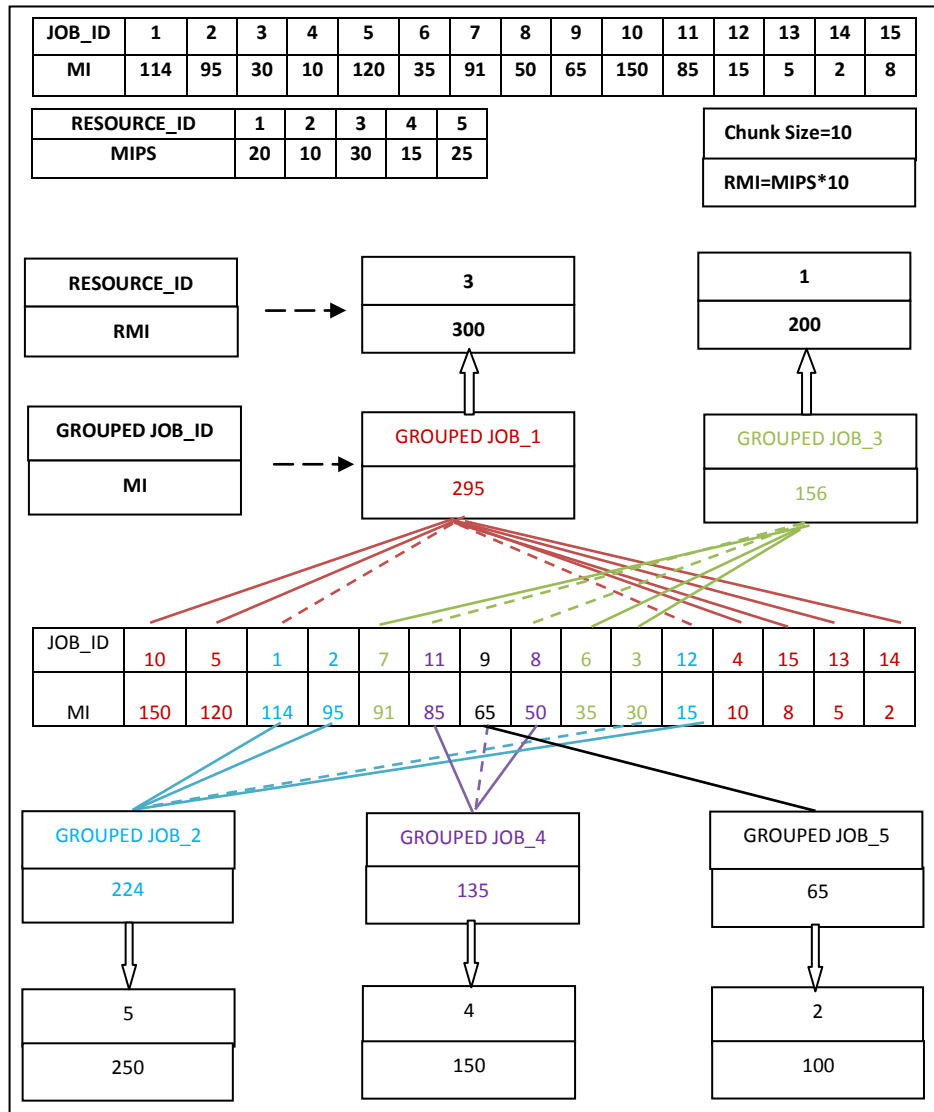 JOB_ID 1 2 3 4 5 6 7 8 9 10 11 12 13 14 15
MI 114 95 30 10 120 35 91 50 65 150 85 15 5 2 8
RESOURCE_ID 1 2 3 4 5
MIPS 20 10 30 15 25
Chunk Size=10
RMI=MIPS*10
RESOURCE_ID
RMI
3
300
1
200
GROUPED JOB_ID
MI
GROUPED JOB_1
295
GROUPED JOB_3
156
JOB_ID 10 5 1 2 7 11 9 8 6 3 12 4 15 13 14
MI 150 120 114 95 91 85 65 50 35 30 15 10 8 5 2
GROUPED JOB_2
224
GROUPED JOB_4
135
GROUPED JOB_5
65
5
250
4
150
2
100